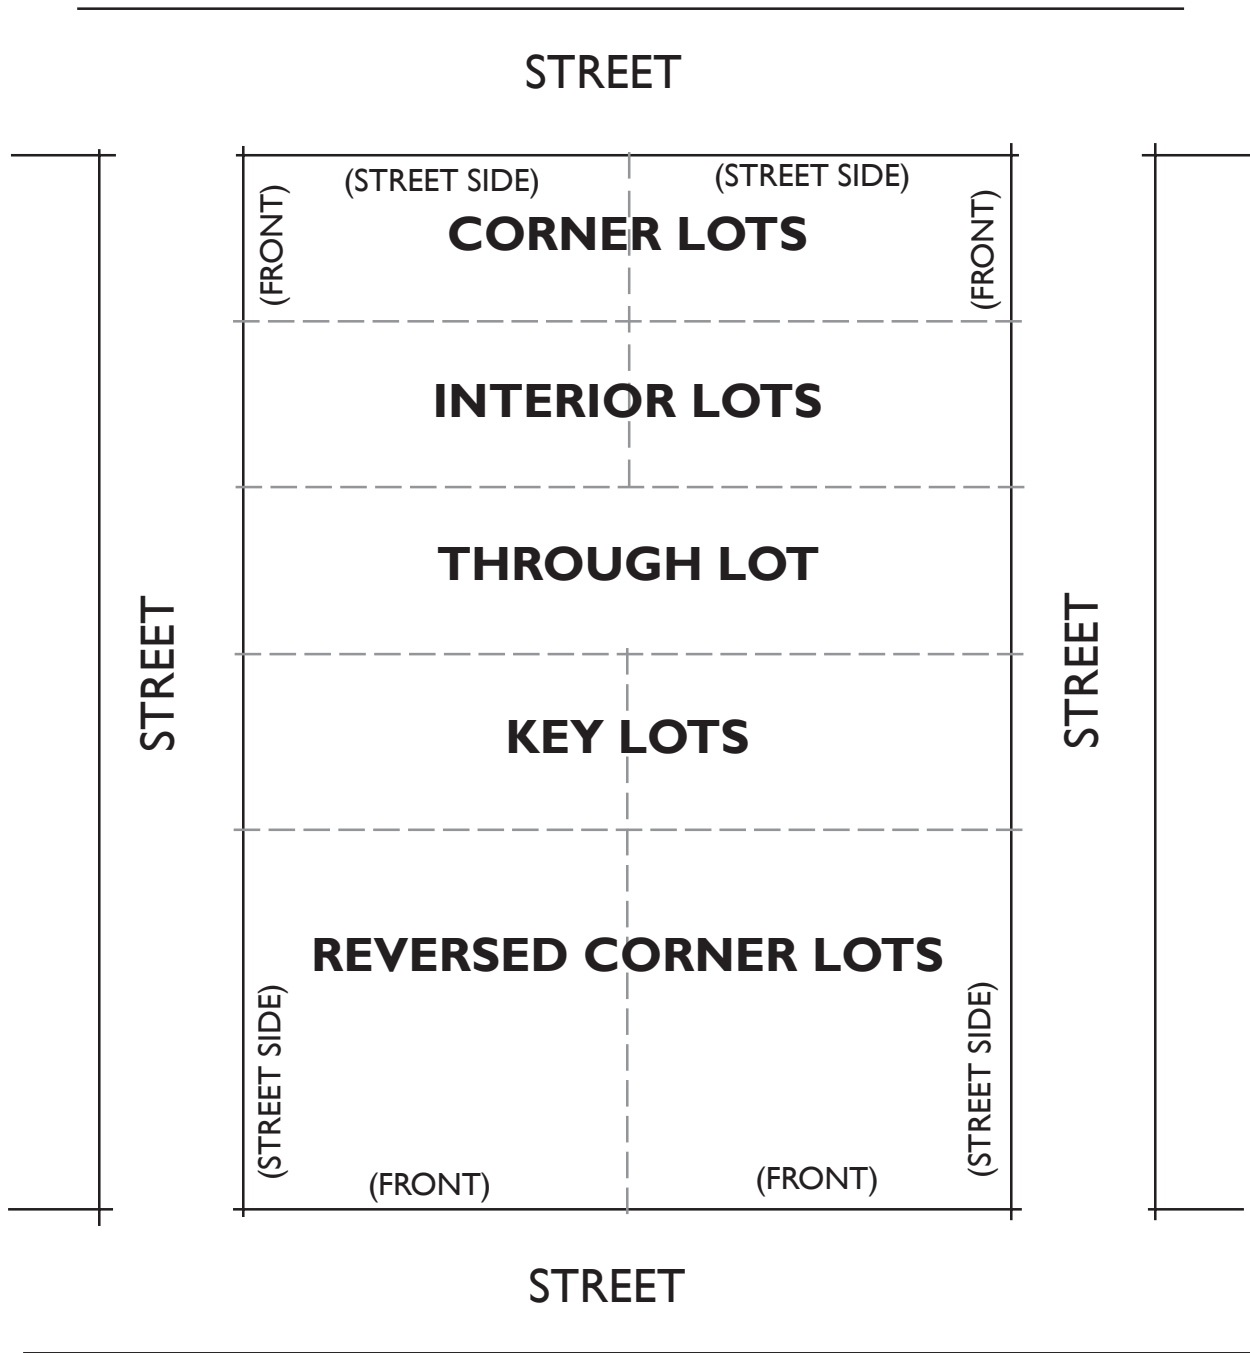 STREET
(STREET SIDE)
(STREET SIDE)
(FRONT)
CORNER LOTS
(FRONT)
INTERIOR LOTS
THROUGH LOT
STREET
STREET
KEY LOTS
REVERSED CORNER LOTS
(STREET SIDE)
(STREET SIDE)
(FRONT)
(FRONT)
STREET